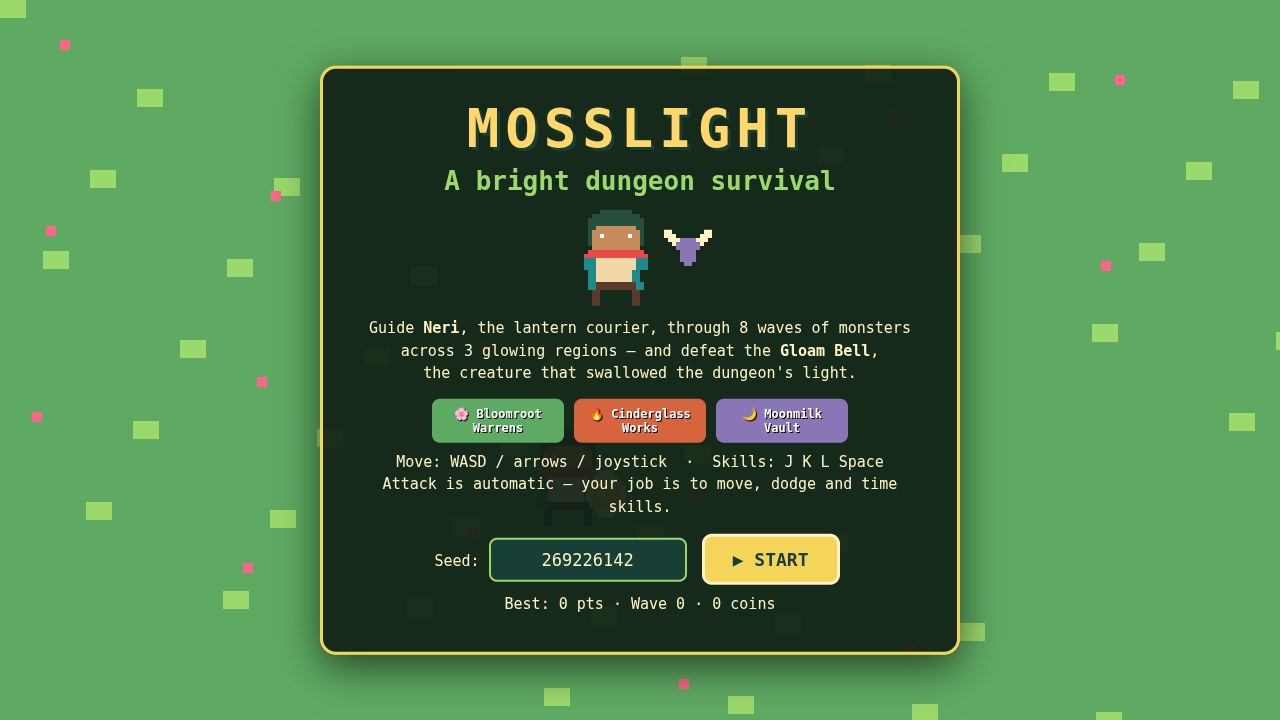 MOSSLIGHT
A bright dungeon survival
Guide Neri, the lantern courier, through 8 waves of monsters
across 3 glowing regions — and defeat the Gloam Bell,
the creature that swallowed the dungeon's light.
🌸 Bloomroot
Warrens
🔥 Cinderglass
Works
🌙 Moonmilk
Vault
Move: WASD / arrows / joystick · Skills: J K L Space
Attack is automatic — your job is to move, dodge and time
skills.
Seed: 269226142 ▶ START
Best: 0 pts · Wave 0 · 0 coins